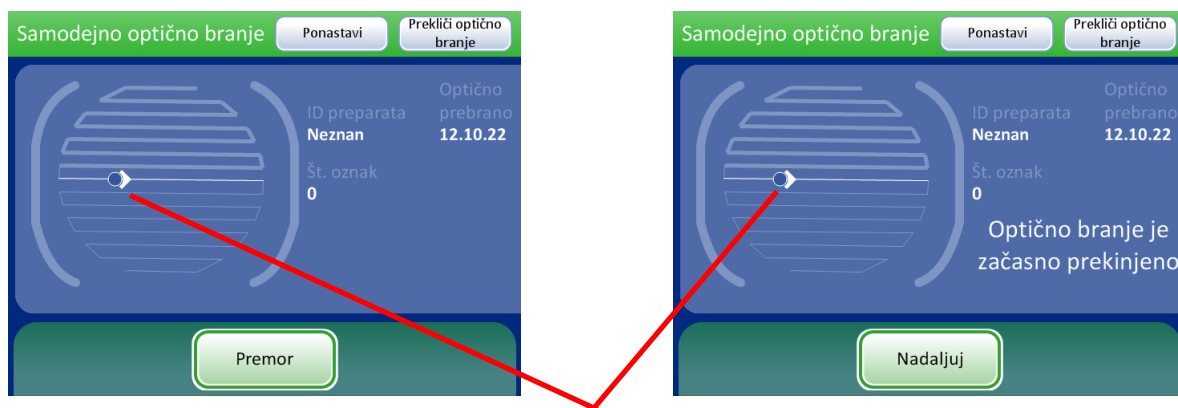 Samodejno optično branje
Ponastavi
Prekliči optično
branje
Optično
ID preparata prebrano
Neznan 12.10.22
Št. oznak
0
Premor
Samodejno optično branje
Ponastavi
Prekliči optično
branje
Optično
ID preparata prebrano
Neznan 12.10.22
Št. oznak
0
Optično branje je
začasno prekinjeno
Nadaljuj